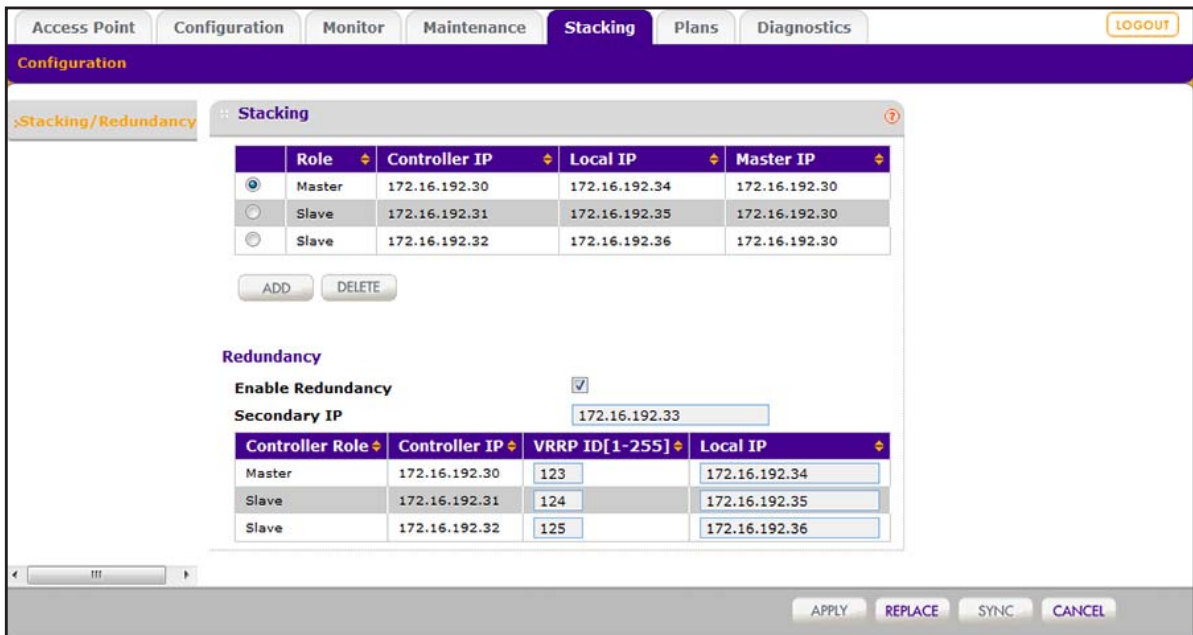 Access Point Configuration Monitor Maintenance Stacking Plans Diagnostics LOGOUT
Configuration
Stacking/Redundancy
Stacking ?
Role Controller IP Local IP Master IP
Master 172.16.192.30 172.16.192.34 172.16.192.30
Slave 172.16.192.31 172.16.192.35 172.16.192.30
Slave 172.16.192.32 172.16.192.36 172.16.192.30
ADD DELETE
Redundancy
Enable Redundancy
Secondary IP 172.16.192.33
Controller Role Controller IP VRRP ID[1-255] Local IP
Master 172.16.192.30 123 172.16.192.34
Slave 172.16.192.31 124 172.16.192.35
Slave 172.16.192.32 125 172.16.192.36
APPLY REPLACE SYNC CANCEL